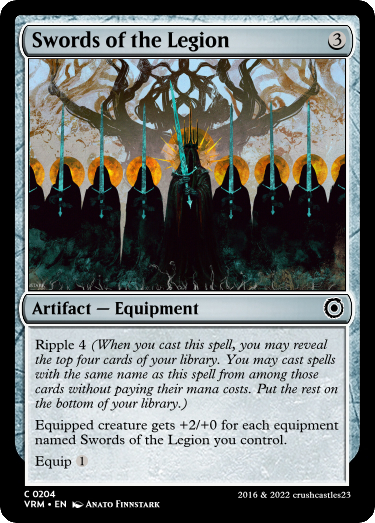 Swords of the Legion 3
Artifact — Equipment
Ripple 4 (When you cast this spell, you may reveal
the top four cards of your library. You may cast spells
with the same name as this spell from among those
cards without paying their mana costs. Put the rest on
the bottom of your library.)
Equipped creature gets +2/+0 for each equipment
named Swords of the Legion you control.
Equip 1
C 0204
VRM • EN Anato Finnstark
2016 & 2022 crushcastles23